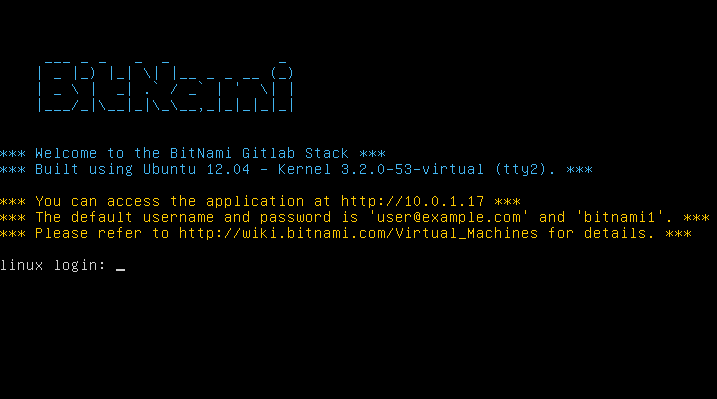 BitNami
*** Welcome to the BitNami Gitlab Stack ***
*** Built using Ubuntu 12.04 - Kernel 3.2.0-53-virtual (tty2). ***
*** You can access the application at http://10.0.1.17 ***
*** The default username and password is 'user@example.com' and 'bitnami1'. ***
*** Please refer to http://wiki.bitnami.com/Virtual_Machines for details. ***
linux login: _